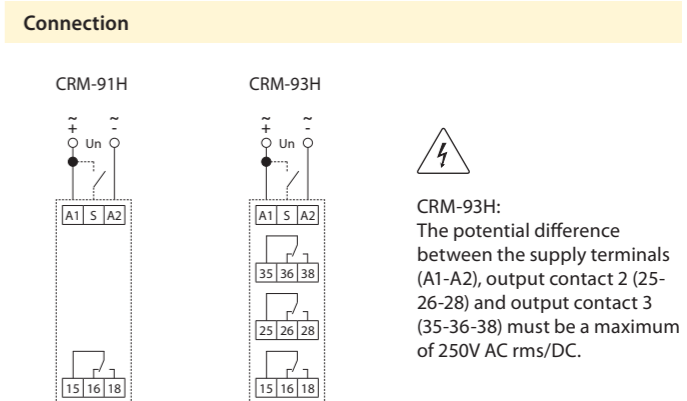 Connection
CRM-91H
CRM-93H
~ ~
+ -
Un
A1 S A2
15 16 18
~ ~
+ -
Un
A1 S A2
35 36 38
25 26 28
15 16 18
CRM-93H:
The potential difference
between the supply terminals
(A1-A2), output contact 2 (25-
26-28) and output contact 3
(35-36-38) must be a maximum
of 250V AC rms/DC.